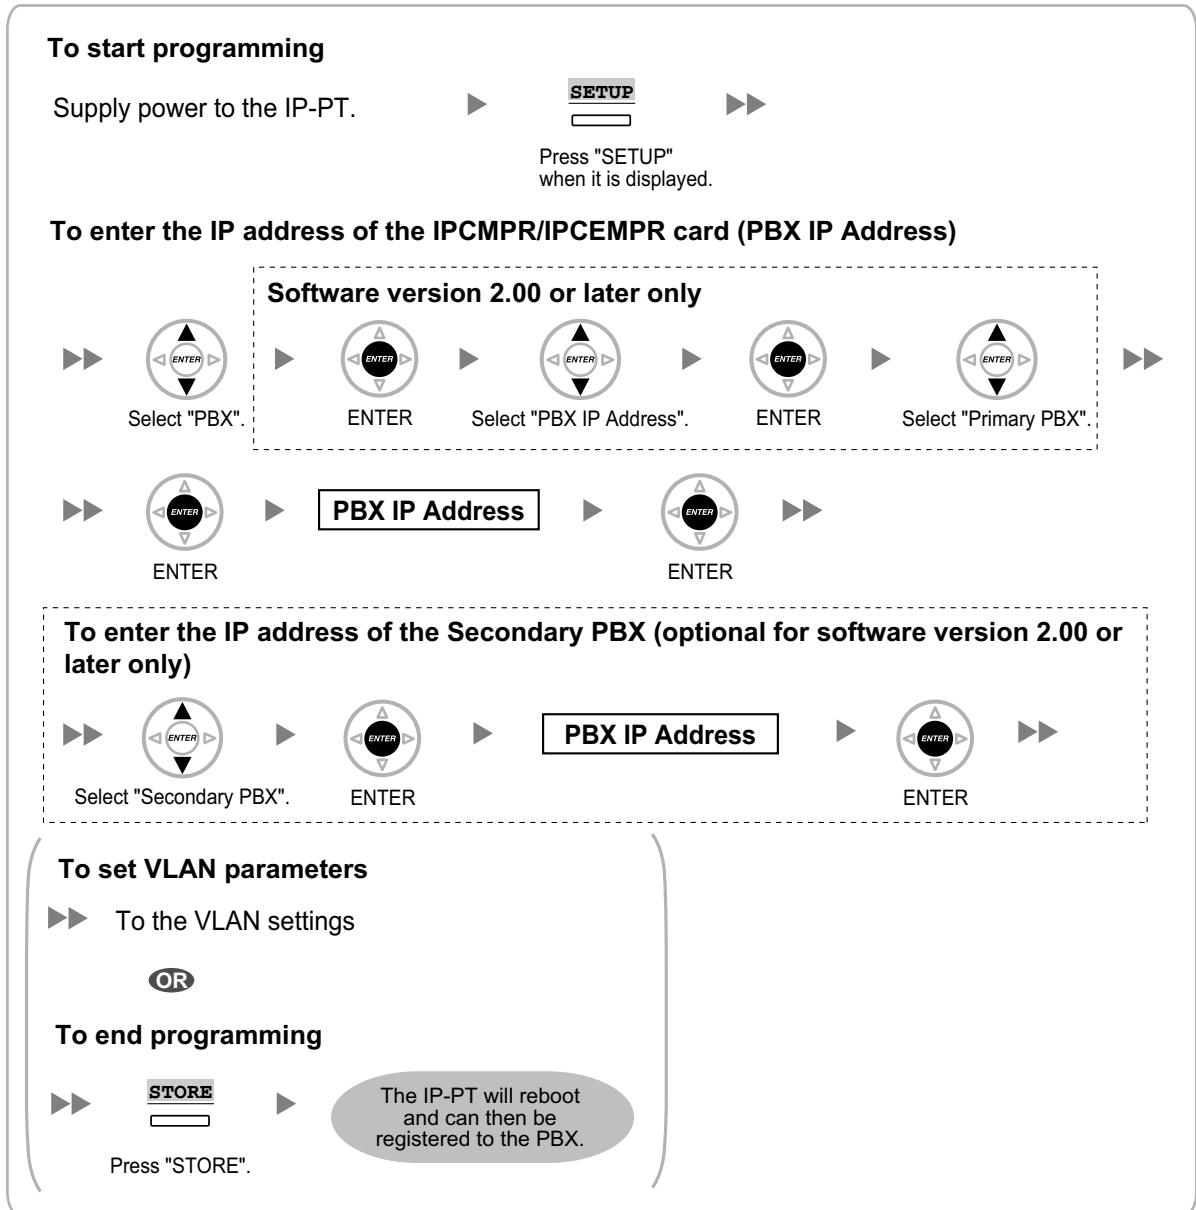 To start programming
Supply power to the IP-PT.
SETUP
Press "SETUP"
when it is displayed.
To enter the IP address of the IPCMPR/IPCEMPR card (PBX IP Address)
Software version 2.00 or later only
ENTER
ENTER
ENTER
ENTER
ENTER
Select "PBX".
ENTER
Select "PBX IP Address".
ENTER
Select "Primary PBX".
ENTER
PBX IP Address
ENTER
ENTER
ENTER
To enter the IP address of the Secondary PBX (optional for software version 2.00 or
later only)
ENTER
ENTER
PBX IP Address
ENTER
Select "Secondary PBX".
ENTER
ENTER
To set VLAN parameters
To the VLAN settings
OR
To end programming
STORE
Press "STORE".
The IP-PT will reboot
and can then be
registered to the PBX.